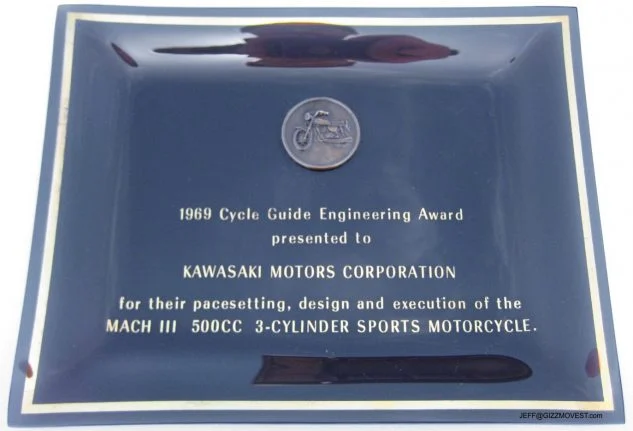 1969 Cycle Guide Engineering Award
presented to
KAWASAKI MOTORS CORPORATION
for their pacesetting, design and execution of the
MACH III 500CC 3-CYLINDER SPORTS MOTORCYCLE.
JEFF@GIZZMOVEST.com